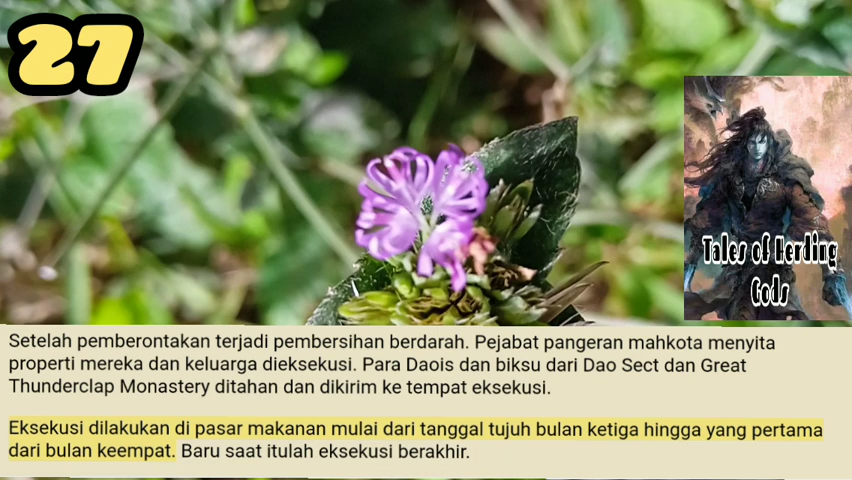 27
Tales of Herding
Gods
Setelah pemberontakan terjadi pembersihan berdarah. Pejabat pangeran mahkota menyita
properti mereka dan keluarga dieksekusi. Para Daois dan biksu dari Dao Sect dan Great
Thunderclap Monastery ditahan dan dikirim ke tempat eksekusi.
Eksekusi dilakukan di pasar makanan mulai dari tanggal tujuh bulan ketiga hingga yang pertama
dari bulan keempat. Baru saat itulah eksekusi berakhir.